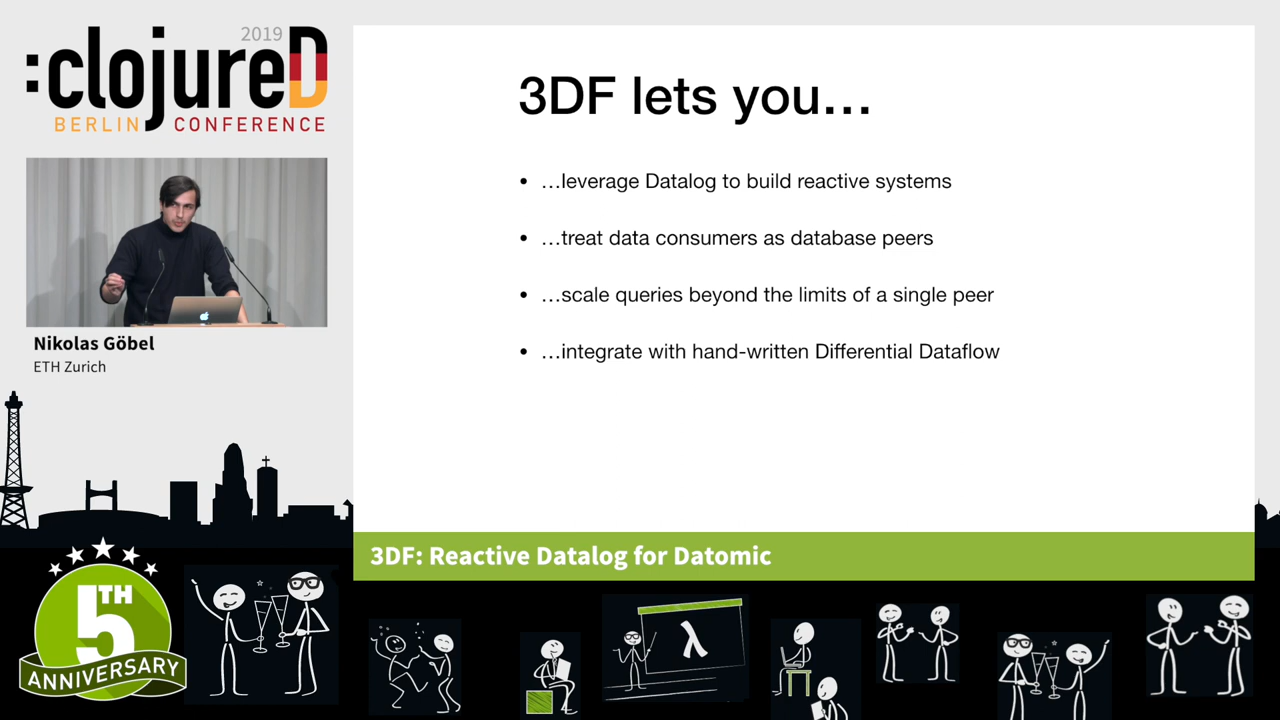 2019
:clojureD
BERLIN CONFERENCE
Nikolas Göbel
ETH Zurich
3DF lets you…
• …leverage Datalog to build reactive systems
• …treat data consumers as database peers
• …scale queries beyond the limits of a single peer
• …integrate with hand-written Differential Dataflow
3DF: Reactive Datalog for Datomic
5TH
ANNIVERSARY
λ